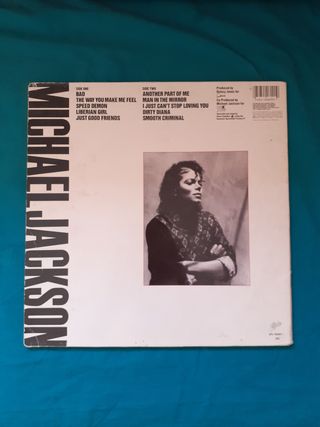 MICHAEL JACKSON
SIDE ONE
BAD
THE WAY YOU MAKE ME FEEL
SPEED DEMON
LIBERIAN GIRL
JUST GOOD FRIENDS
SIDE TWO
ANOTHER PART OF ME
MAN IN THE MIRROR
I JUST CAN'T STOP LOVING YOU
DIRTY DIANA
SMOOTH CRIMINAL
Produced by
Quincy Jones for
Co-Produced by
Michael Jackson for